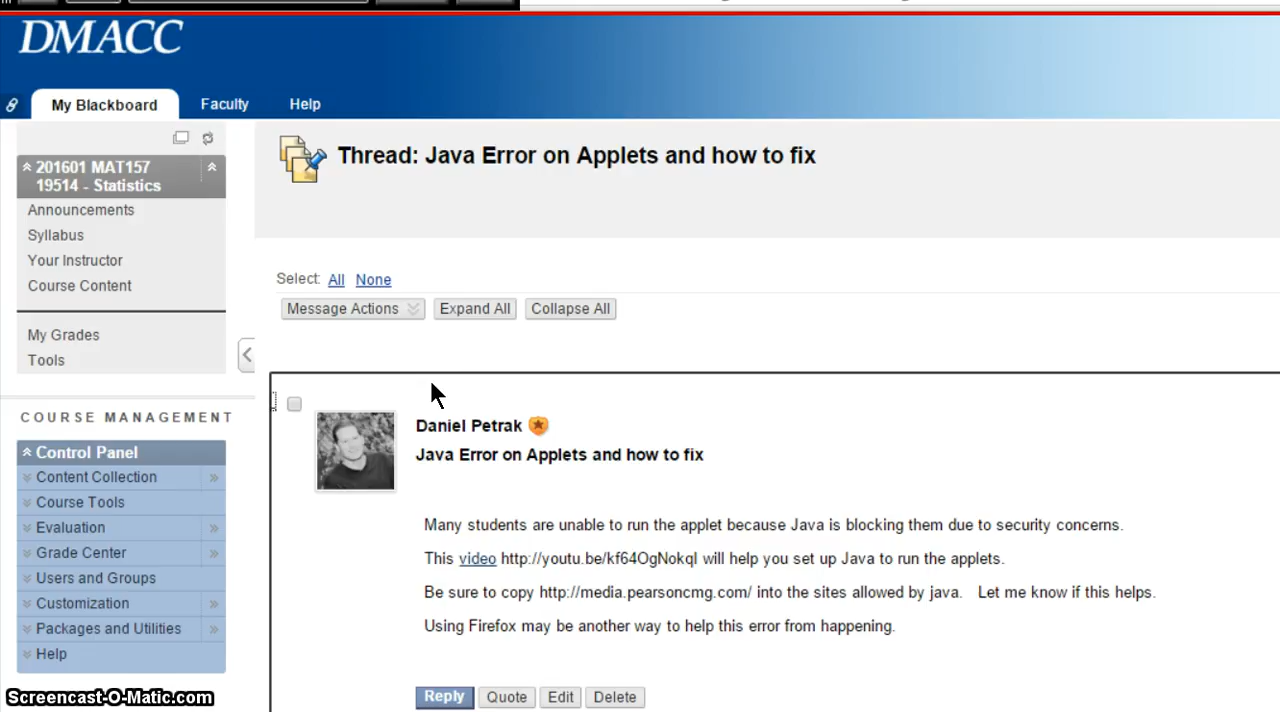 DMACC
My Blackboard
Faculty
Help
201601 MAT157
19514 - Statistics
Announcements
Syllabus
Your Instructor
Course Content
My Grades
Tools
COURSE MANAGEMENT
Control Panel
Content Collection
Course Tools
Evaluation
Grade Center
Users and Groups
Customization
Packages and Utilities
Help
Thread: Java Error on Applets and how to fix
Select: All None
Message Actions
Expand All
Collapse All
Daniel Petrak
Java Error on Applets and how to fix
Many students are unable to run the applet because Java is blocking them due to security concerns.
This video http://youtu.be/kf64OgNokqI will help you set up Java to run the applets.
Be sure to copy http://media.pearsoncmg.com/ into the sites allowed by java. Let me know if this helps.
Using Firefox may be another way to help this error from happening.
Reply
Quote
Edit
Delete
Screencast-O-Matic.com